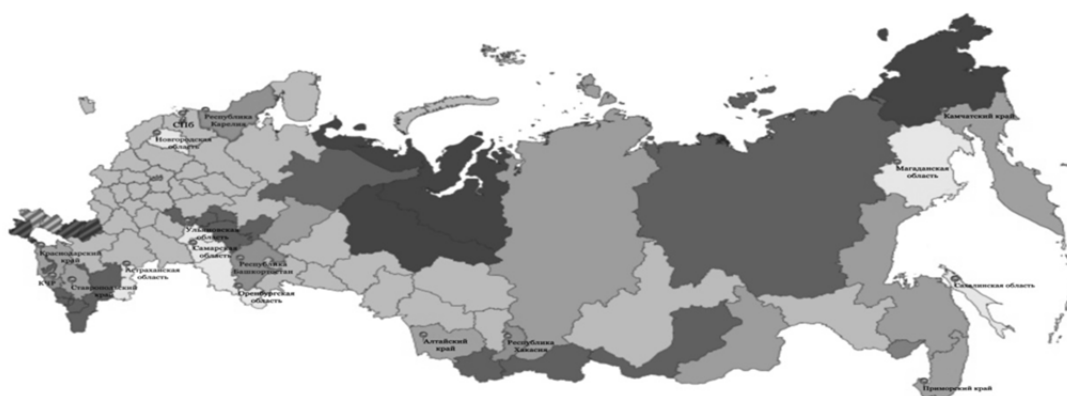 Республика
Карелия
СПб
Новгородская
область
Камчатский край
Магаданская
область
Ульяновская
область
Самарская
область
Краснодарский
край
Республика
Башкортостан
Астраханская
область
КЧР
Ставропольский
край
Оренбургская
область
Сахалинская область
Алтайский
край
Республика
Хакасия
Приморский край